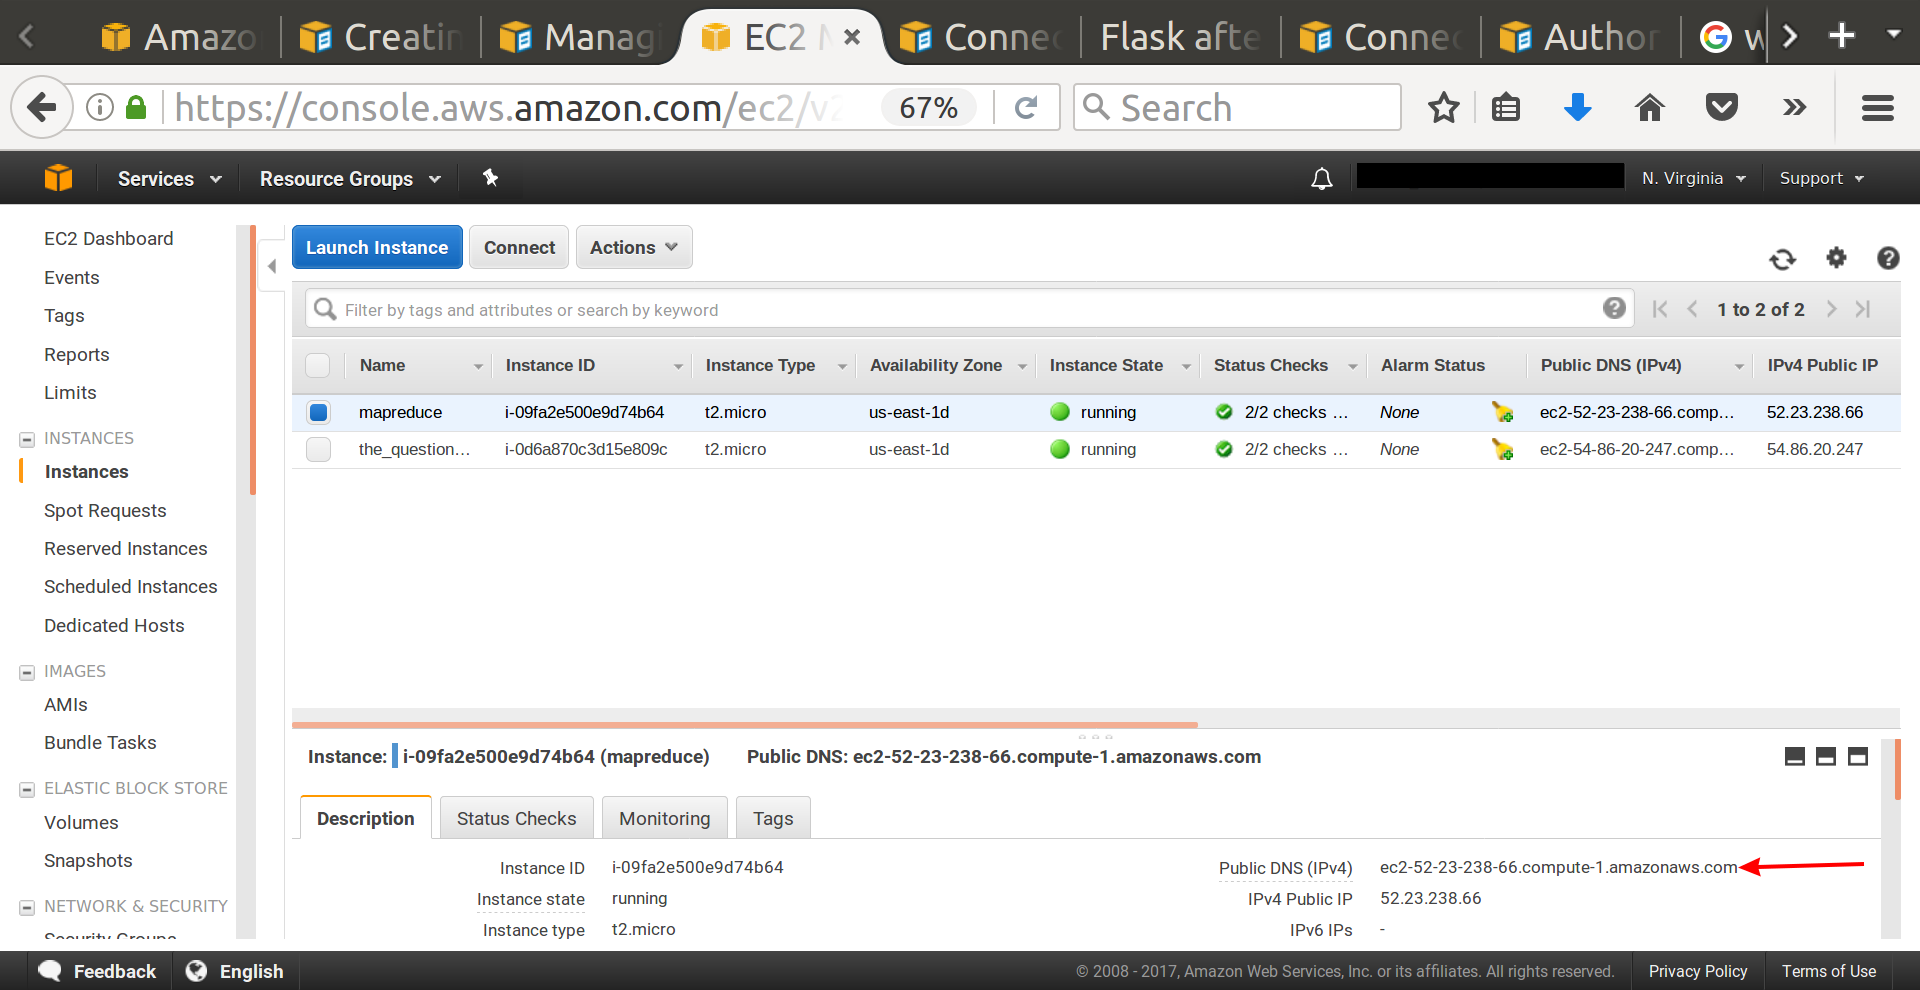 Amazo
Creatin
Managi
EC2 M
Connec
Flask afte
Connec
Author
https://console.aws.amazon.com/ec2/v2
67%
Search
Services
Resource Groups
N. Virginia
Support
EC2 Dashboard
Events
Tags
Reports
Limits
INSTANCES
Instances
Spot Requests
Reserved Instances
Scheduled Instances
Dedicated Hosts
IMAGES
AMIs
Bundle Tasks
ELASTIC BLOCK STORE
Volumes
Snapshots
NETWORK & SECURITY
Security Groups
Launch Instance Connect Actions
Filter by tags and attributes or search by keyword
1 to 2 of 2
Name Instance ID Instance Type Availability Zone Instance State Status Checks Alarm Status Public DNS (IPv4) IPv4 Public IP
mapreduce i-09fa2e500e9d74b64 t2.micro us-east-1d running 2/2 checks ... None ec2-52-23-238-66.comp... 52.23.238.66
the_question... i-0d6a870c3d15e809c t2.micro us-east-1d running 2/2 checks ... None ec2-54-86-20-247.comp... 54.86.20.247
Instance: i-09fa2e500e9d74b64 (mapreduce) Public DNS: ec2-52-23-238-66.compute-1.amazonaws.com
Description Status Checks Monitoring Tags
Instance ID i-09fa2e500e9d74b64
Public DNS (IPv4) ec2-52-23-238-66.compute-1.amazonaws.com
Instance state running
IPv4 Public IP 52.23.238.66
Instance type t2.micro
IPv6 IPs -
Feedback
English
© 2008 - 2017, Amazon Web Services, Inc. or its affiliates. All rights reserved.
Privacy Policy
Terms of Use